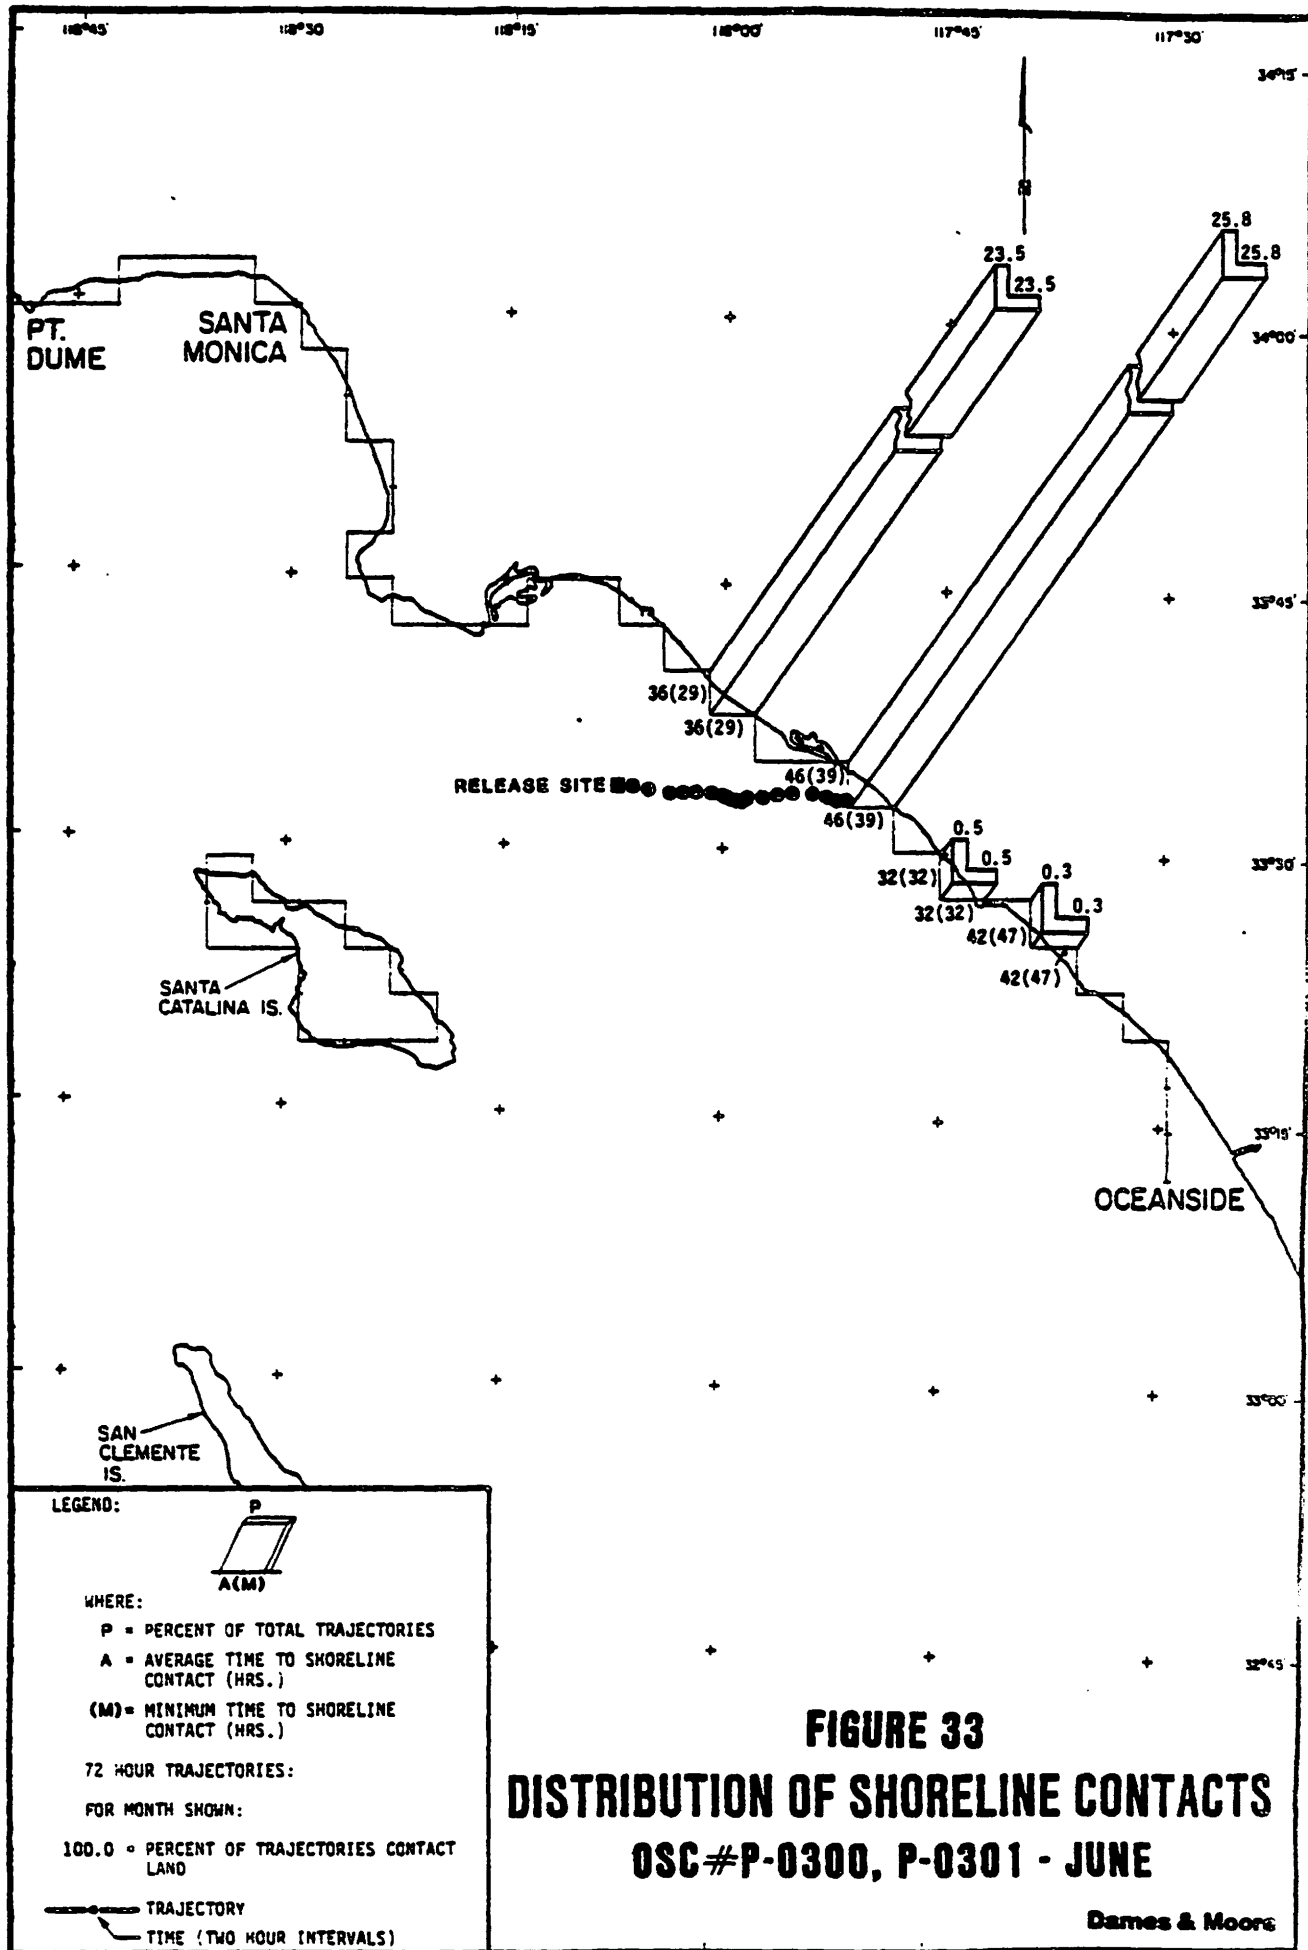 118°45' 118°30' 118°15' 118°00' 117°45' 117°30'
34°15'
25.8
25.8
23.5
23.5
PT.
DUME
SANTA
MONICA
34°00'
33°45'
36(29)
36(29)
46(39)
RELEASE SITE
46(39)
0.5
0.5
33°30'
32(32)
0.3
0.3
32(32)
42(47)
42(47)
SANTA
CATALINA IS.
33°15'
OCEANSIDE
33°00'
SAN
CLEMENTE
IS.
LEGEND:
P
A(M)
WHERE:
P = PERCENT OF TOTAL TRAJECTORIES
A = AVERAGE TIME TO SHORELINE
CONTACT (HRS.)
(M)= MINIMUM TIME TO SHORELINE
CONTACT (HRS.)
72 HOUR TRAJECTORIES:
FOR MONTH SHOWN:
100.0 = PERCENT OF TRAJECTORIES CONTACT
LAND
TRAJECTORY
TIME (TWO HOUR INTERVALS)
32°45'
FIGURE 33
DISTRIBUTION OF SHORELINE CONTACTS
OSC#P-0300, P-0301 - JUNE
Dames & Moore